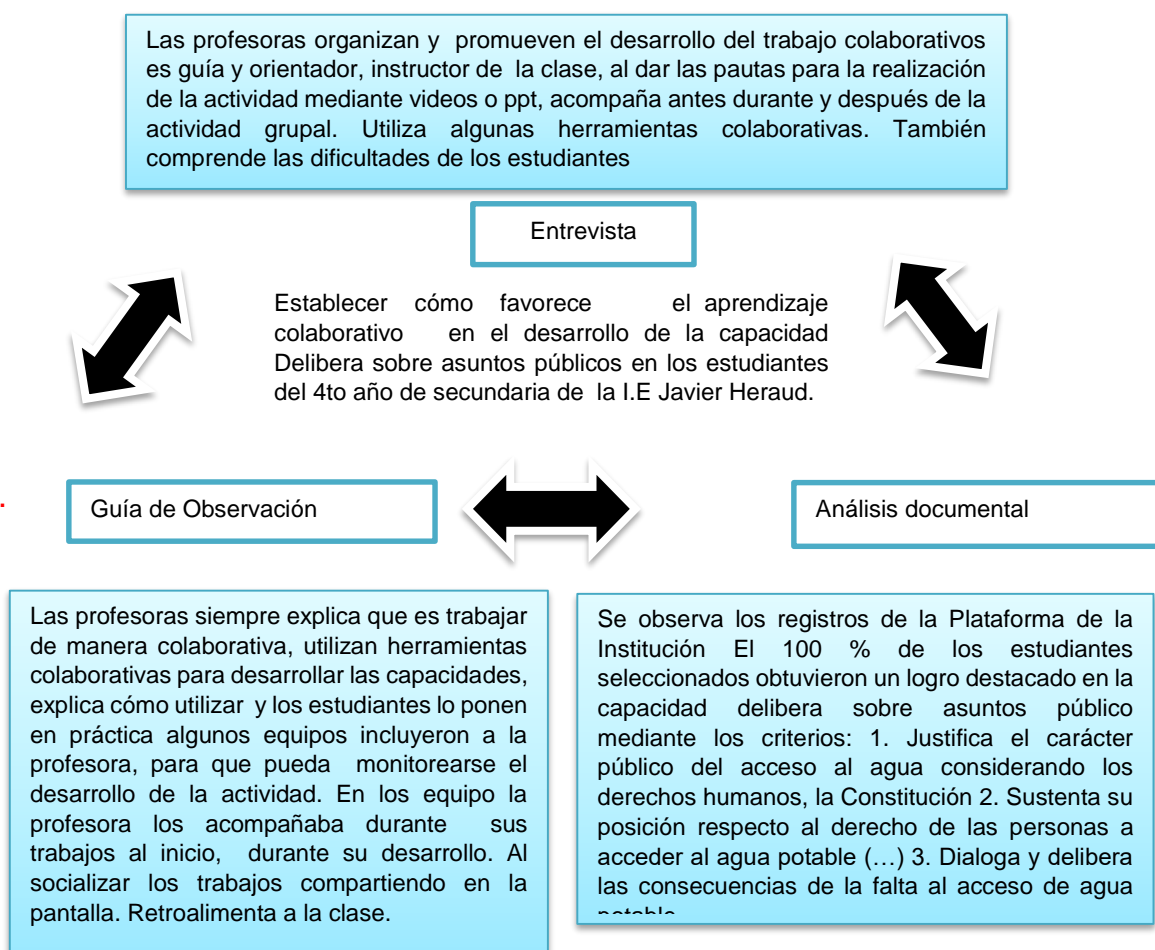 Las profesoras organizan y promueven el desarrollo del trabajo colaborativos
es guía y orientador, instructor de la clase, al dar las pautas para la realización
de la actividad mediante videos o ppt, acompaña antes durante y después de la
actividad grupal. Utiliza algunas herramientas colaborativas. También
comprende las dificultades de los estudiantes
Entrevista
Establecer cómo favorece el aprendizaje
colaborativo en el desarrollo de la capacidad
Delibera sobre asuntos públicos en los estudiantes
del 4to año de secundaria de la I.E Javier Heraud.
Guía de Observación
Análisis documental
Las profesoras siempre explica que es trabajar
de manera colaborativa, utilizan herramientas
colaborativas para desarrollar las capacidades,
explica cómo utilizar y los estudiantes lo ponen
en práctica algunos equipos incluyeron a la
profesora, para que pueda monitorearse el
desarrollo de la actividad. En los equipo la
profesora los acompañaba durante sus
trabajos al inicio, durante su desarrollo. Al
socializar los trabajos compartiendo en la
pantalla. Retroalimenta a la clase.
Se observa los registros de la Plataforma de la
Institución El 100 % de los estudiantes
seleccionados obtuvieron un logro destacado en la
capacidad delibera sobre asuntos público
mediante los criterios: 1. Justifica el carácter
público del acceso al agua considerando los
derechos humanos, la Constitución 2. Sustenta su
posición respecto al derecho de las personas a
acceder al agua potable (…) 3. Dialoga y delibera
las consecuencias de la falta al acceso de agua